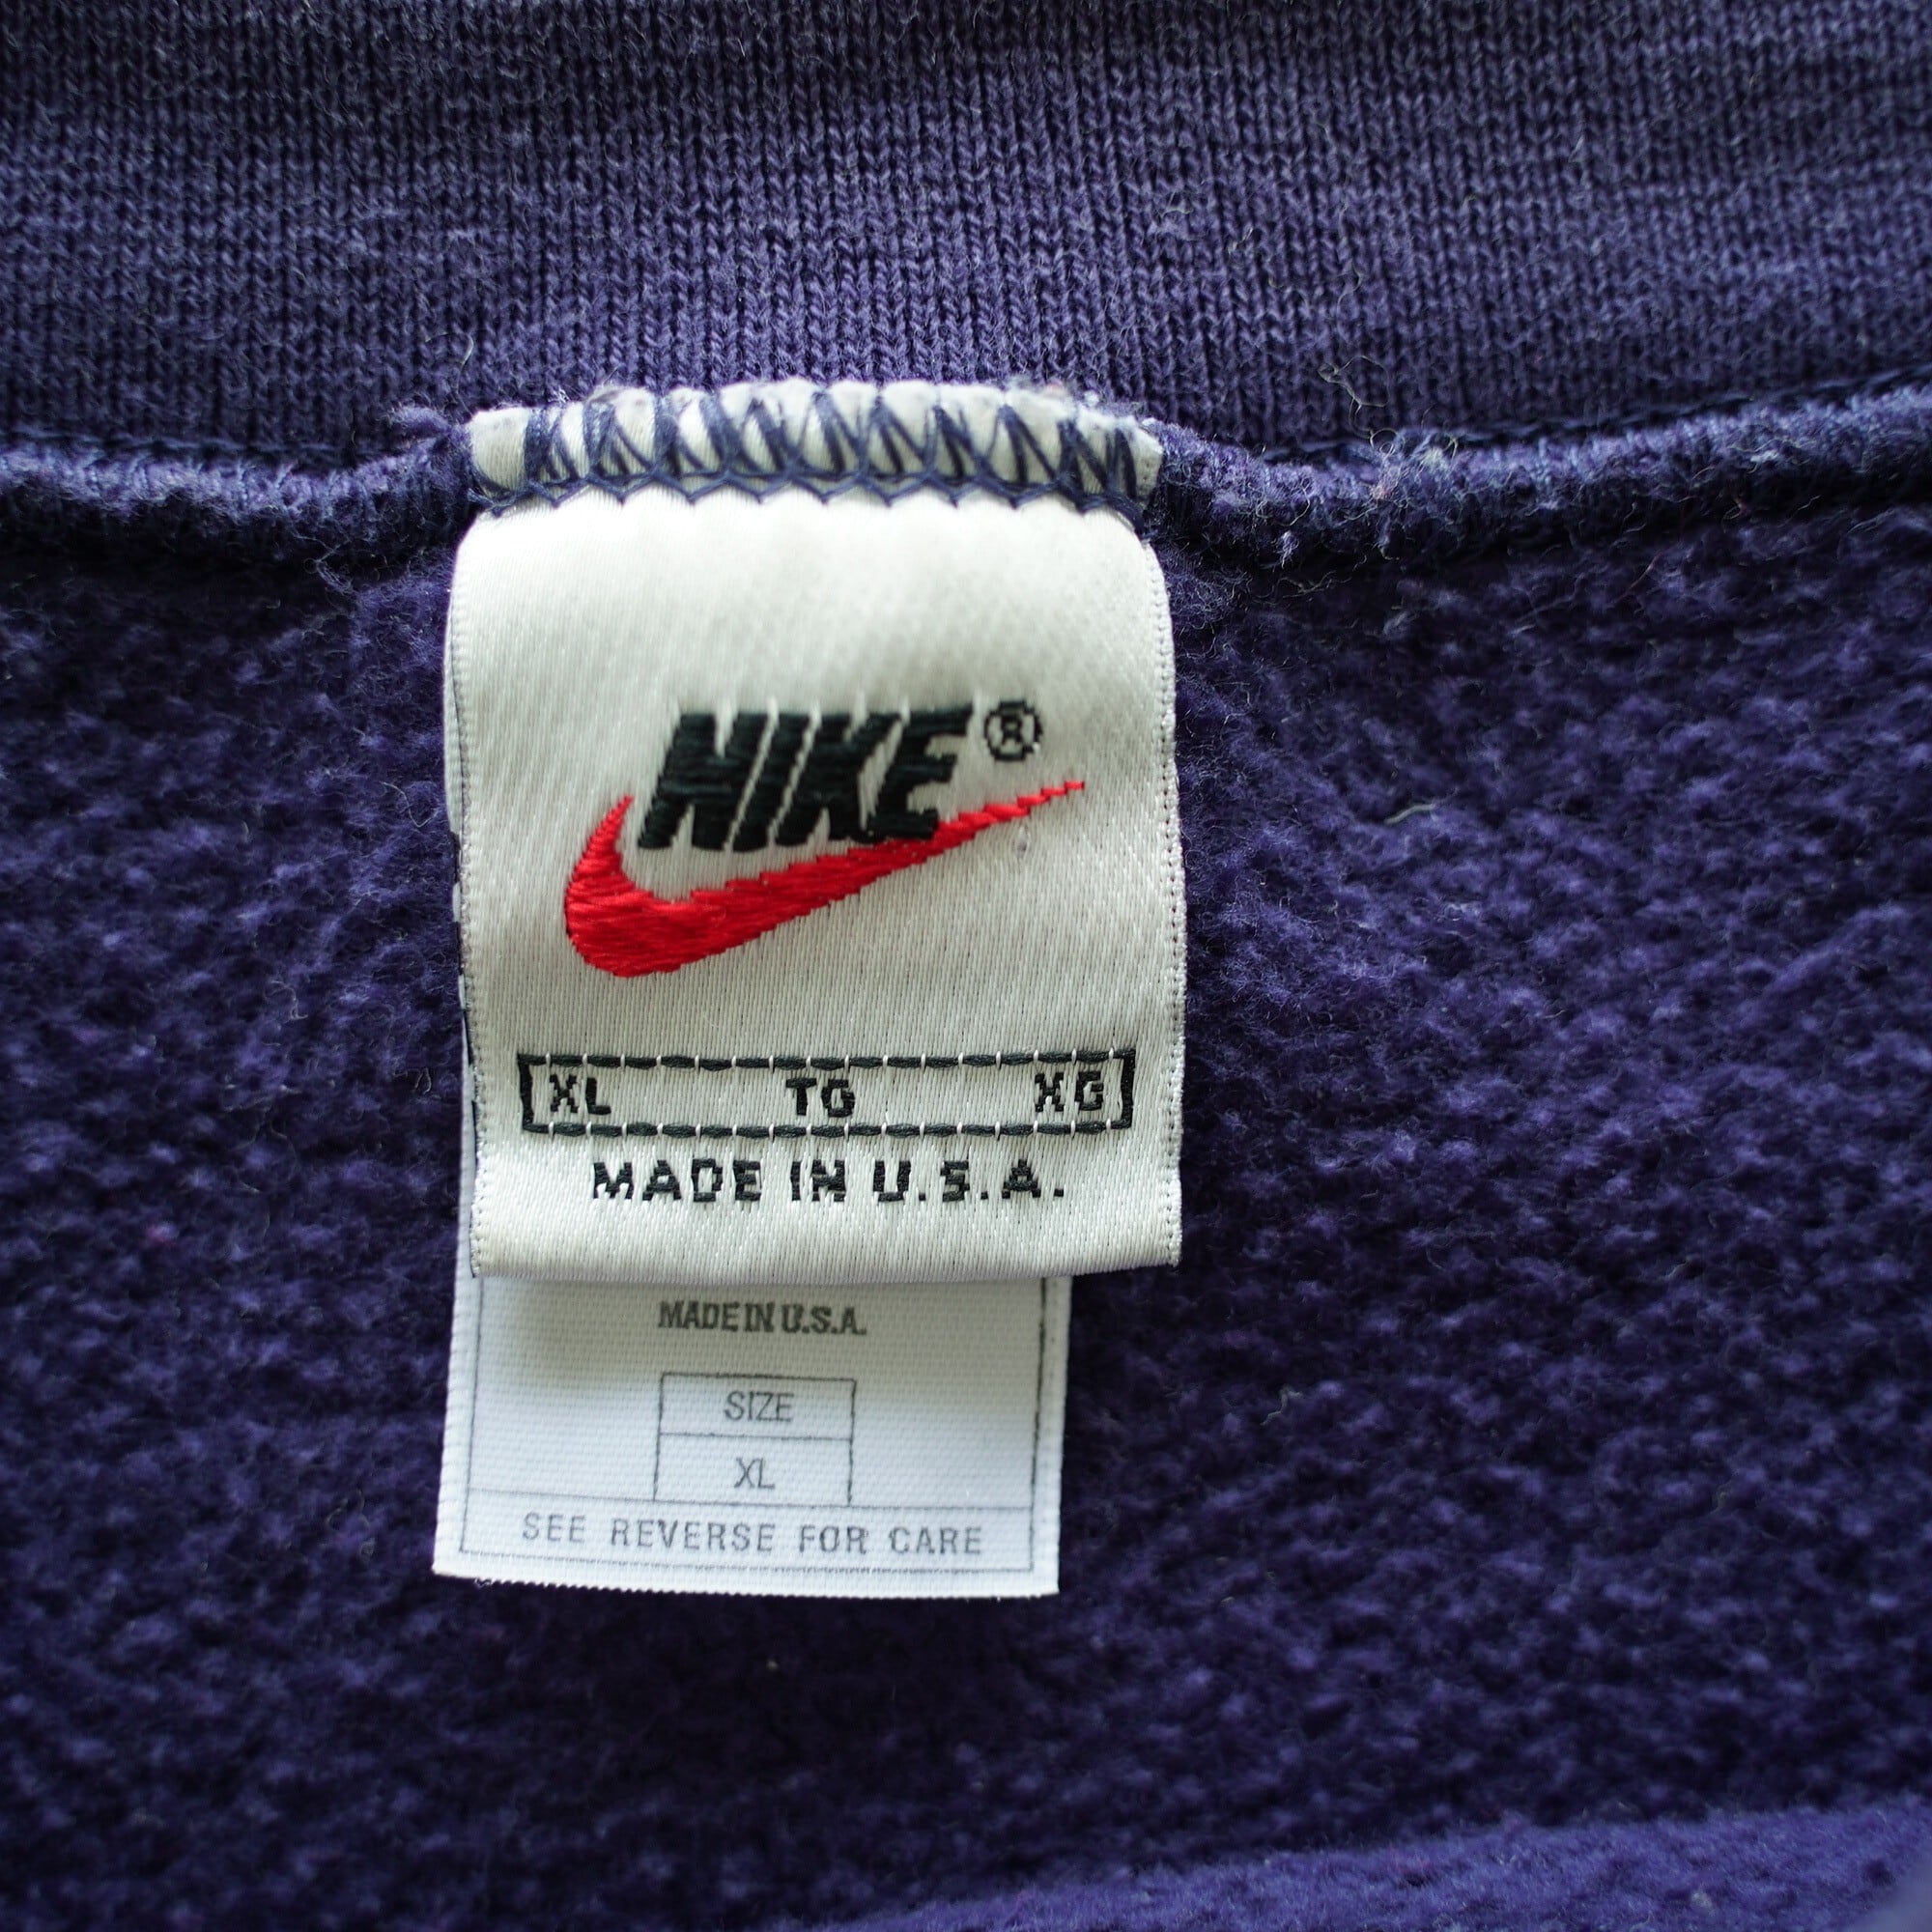 NIKE®
XL TG XG
MADE IN U.S.A.
MADE IN U.S.A.
SIZE
XL
SEE REVERSE FOR CARE